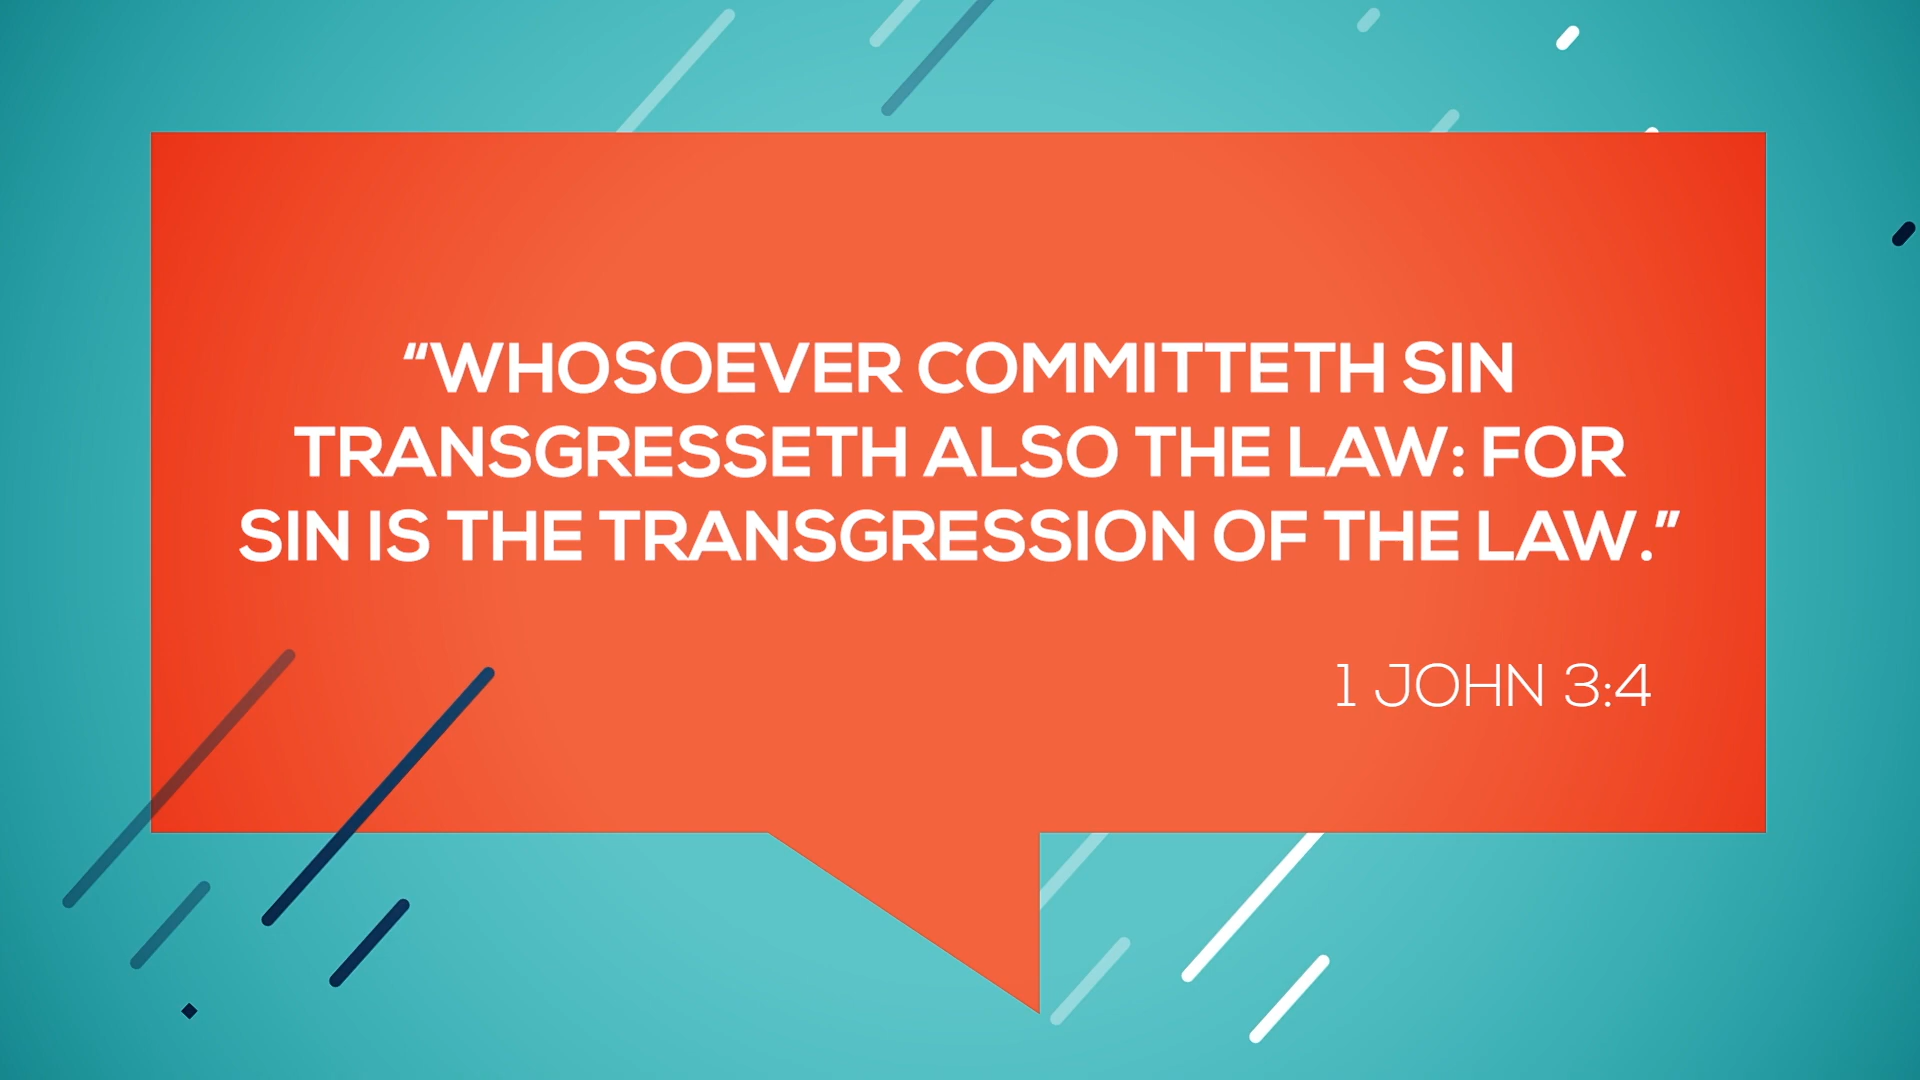 “WHOSOEVER COMMITTETH SIN
TRANSGRESSETH ALSO THE LAW: FOR
SIN IS THE TRANSGRESSION OF THE LAW.”
1 JOHN 3:4